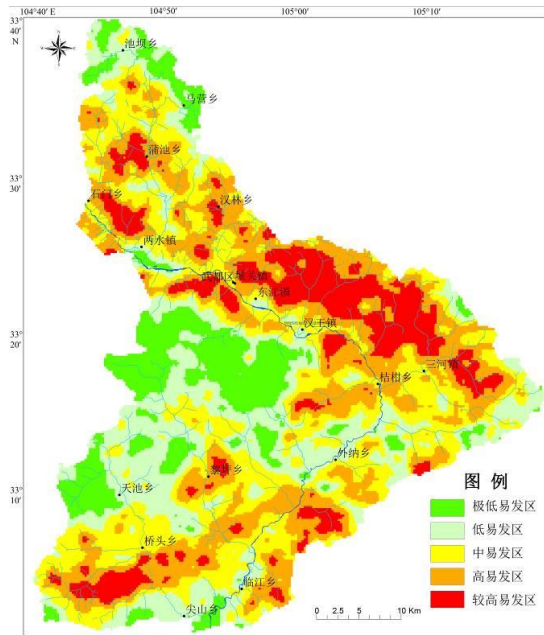 104°40′ E
104°50′
105°00′
105°10′
33°
40′
N
池坝乡
马营乡
蒲池乡
33°
30′
石门乡
汉林乡
两水镇
武都区城关镇
东江镇
33°
20′
汉王镇
三河镇
桔柑乡
外纳乡
33°
10′
天池乡
桥头乡
临江乡
尖山乡
图 例
极低易发区
低易发区
中易发区
高易发区
较高易发区
0 2.5 5 10 Km